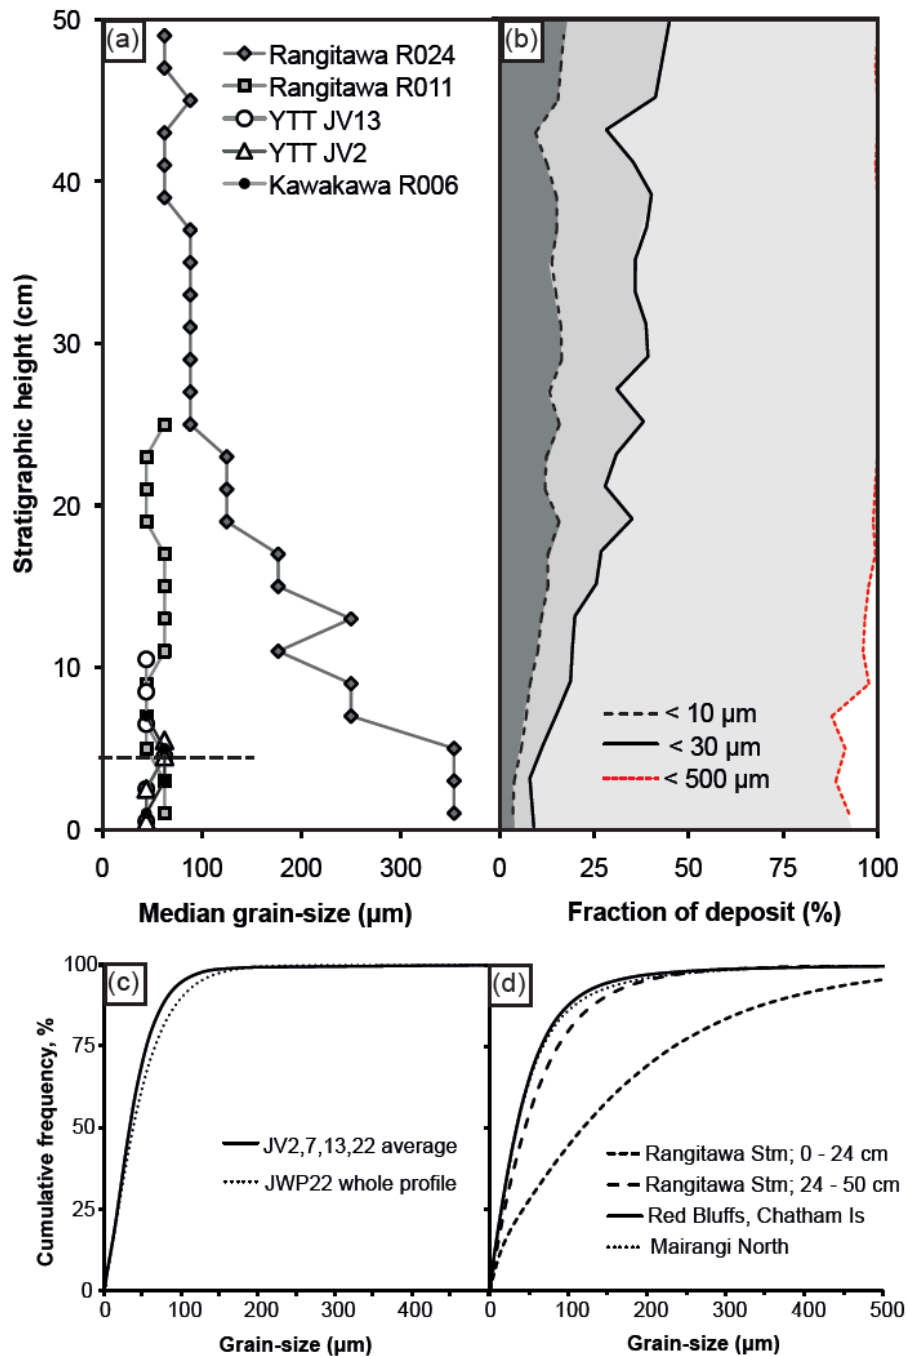 50
40
30
20
10
0
Stratigraphic height (cm)
(a)
Rangitawa R024
Rangitawa R011
YTT JV13
YTT JV2
Kawakawa R006
0
100
200
300
Median grain-size (µm)
(b)
< 10 µm
< 30 µm
< 500 µm
0
25
50
75
100
Fraction of deposit (%)
100
75
50
25
0
Cumulative frequency, %
(c)
JV2,7,13,22 average
JWP22 whole profile
0
100
200
300
400
Grain-size (µm)
(d)
Rangitawa Stm; 0 - 24 cm
Rangitawa Stm; 24 - 50 cm
Red Bluffs, Chatham Is
Mairangi North
0
100
200
300
400
500
Grain-size (µm)